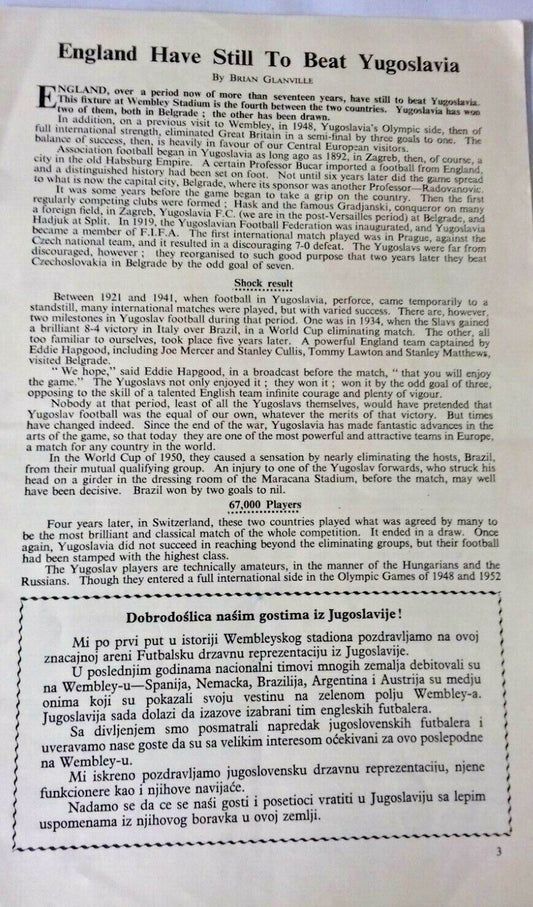 England Have Still To Beat Yugoslavia
By BRIAN GLANVILLE
ENGLAND, over a period now of more than seventeen years, have still to beat Yugoslavia.
This fixture at Wembley Stadium is the fourth between the two countries. Yugoslavia has won
two of them, both in Belgrade ; the other has been drawn.
In addition, on a previous visit to Wembley, in 1948, Yugoslavia's Olympic side, then of
full international strength, eliminated Great Britain in a semi-final by three goals to one. The
balance of success, then, is heavily in favour of our Central European visitors.
Association football began in Yugoslavia as long ago as 1892, in Zagreb, then, of course, a
city in the old Habsburg Empire. A certain Professor Bucar imported a football from England,
and a distinguished history had been set on foot. Not until six years later did the game spread
to what is now the capital city, Belgrade, where its sponsor was another Professor—Radovanovic.
It was some years before the game began to take a grip on the country. Then the first
regularly competing clubs were formed ; Hask and the famous Gradjanski, conqueror on many
a foreign field, in Zagreb, Yugoslavia F.C. (we are in the post-Versailles period) at Belgrade, and
Hadjuk at Split. In 1919, the Yugoslavian Football Federation was inaugurated, and Yugoslavia
became a member of F.I.F.A. The first international match played was in Prague, against the
Czech national team, and it resulted in a discouraging 7-0 defeat. The Yugoslavs were far from
discouraged, however ; they reorganised to such good purpose that two years later they beat
Czechoslovakia in Belgrade by the odd goal of seven.
Shock result
Between 1921 and 1941, when football in Yugoslavia, perforce, came temporarily to a
standstill, many international matches were played, but with varied success. There are, however,
two milestones in Yugoslav football during that period. One was in 1934, when the Slavs gained
a brilliant 8-4 victory in Italy over Brazil, in a World Cup eliminating match. The other, all
too familiar to ourselves, took place five years later. A powerful England team captained by
Eddie Hapgood, including Joe Mercer and Stanley Cullis, Tommy Lawton and Stanley Matthews,
visited Belgrade.
" We hope," said Eddie Hapgood, in a broadcast before the match, " that you will enjoy
the game." The Yugoslavs not only enjoyed it ; they won it ; won it by the odd goal of three,
opposing to the skill of a talented English team infinite courage and plenty of vigour.
Nobody at that period, least of all the Yugoslavs themselves, would have pretended that
Yugoslav football was the equal of our own, whatever the merits of that victory. But times
have changed indeed. Since the end of the war, Yugoslavia has made fantastic advances in the
arts of the game, so that today they are one of the most powerful and attractive teams in Europe,
a match for any country in the world.
In the World Cup of 1950, they caused a sensation by nearly eliminating the hosts, Brazil,
from their mutual qualifying group. An injury to one of the Yugoslav forwards, who struck his
head on a girder in the dressing room of the Maracana Stadium, before the match, may well
have been decisive. Brazil won by two goals to nil.
67,000 Players
Four years later, in Switzerland, these two countries played what was agreed by many to
be the most brilliant and classical match of the whole competition. It ended in a draw. Once
again, Yugoslavia did not succeed in reaching beyond the eliminating groups, but their football
had been stamped with the highest class.
The Yugoslav players are technically amateurs, in the manner of the Hungarians and the
Russians. Though they entered a full international side in the Olympic Games of 1948 and 1952
Dobrodoślica naśim gostima iz Jugoslavije !
Mi po prvi put u istoriji Wembleyskog stadiona pozdravljamo na ovoj
znacajnoj areni Futbalsku drzavnu reprezentaciju iz Jugoslavije.
U poslednjim godinama nacionalni timovi mnogih zemalja debitovali su
na Wembley-u—Spanija, Nemacka, Brazilija, Argentina i Austrija su medju
onima koji su pokazali svoju vestinu na zelenom polju Wembley-a.
Jugoslavija sada dolazi da izazove izabrani tim engleskih futbalera.
Sa divljenjem smo posmatrali napredak jugoslovenskih futbalera i
uveravamo nase goste da su sa velikim interesom oćekivani za ovo poslepodne
na Wembley-u.
Mi iskreno pozdravljamo jugoslovensku drzavnu reprezentaciju, njene
funkcionere kao i njihove navijaće.
Nadamo se da ce se naśi gosti i posetioci vratiti u Jugoslaviju sa lepim
uspomenama iz njihovog boravka u ovoj zemlji.
3